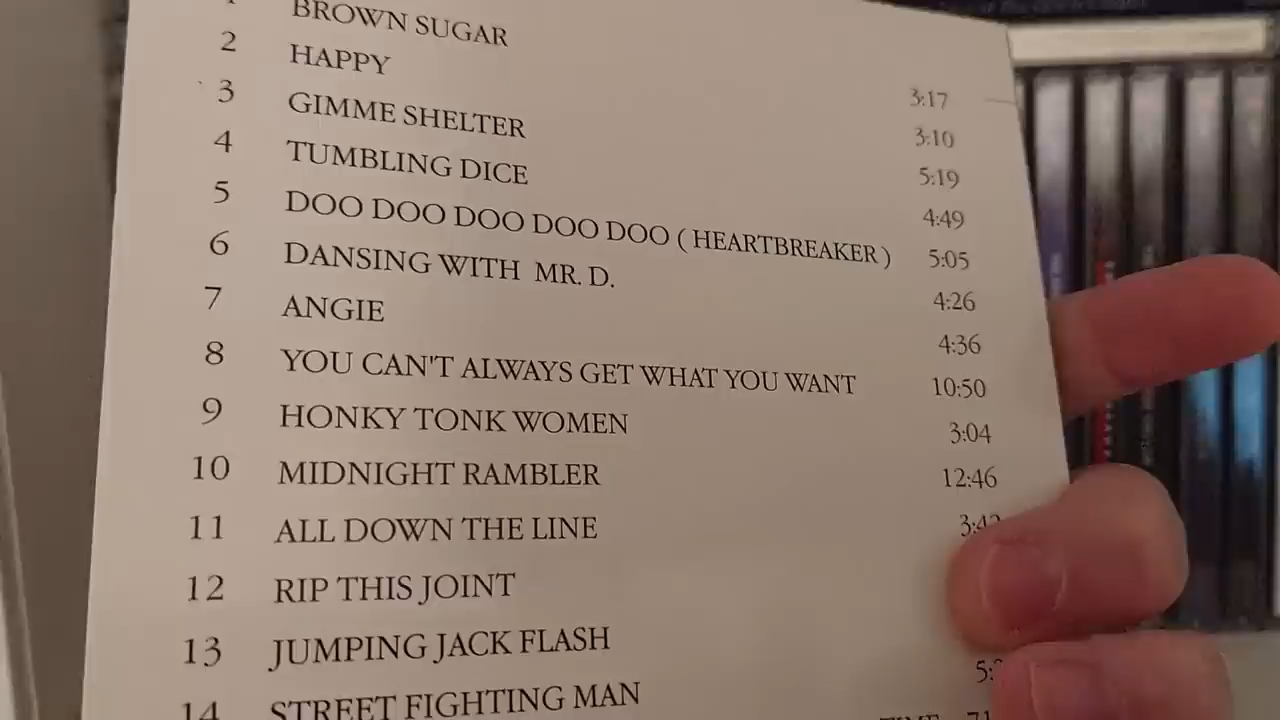 BROWN SUGAR 3:17
2 HAPPY 3:10
3 GIMME SHELTER 5:19
4 TUMBLING DICE 4:49
5 DOO DOO DOO DOO DOO ( HEARTBREAKER ) 5:05
6 DANSING WITH MR. D. 4:26
7 ANGIE 4:36
8 YOU CAN'T ALWAYS GET WHAT YOU WANT 10:50
9 HONKY TONK WOMEN 3:04
10 MIDNIGHT RAMBLER 12:46
11 ALL DOWN THE LINE
12 RIP THIS JOINT
13 JUMPING JACK FLASH
14 STREET FIGHTING MAN